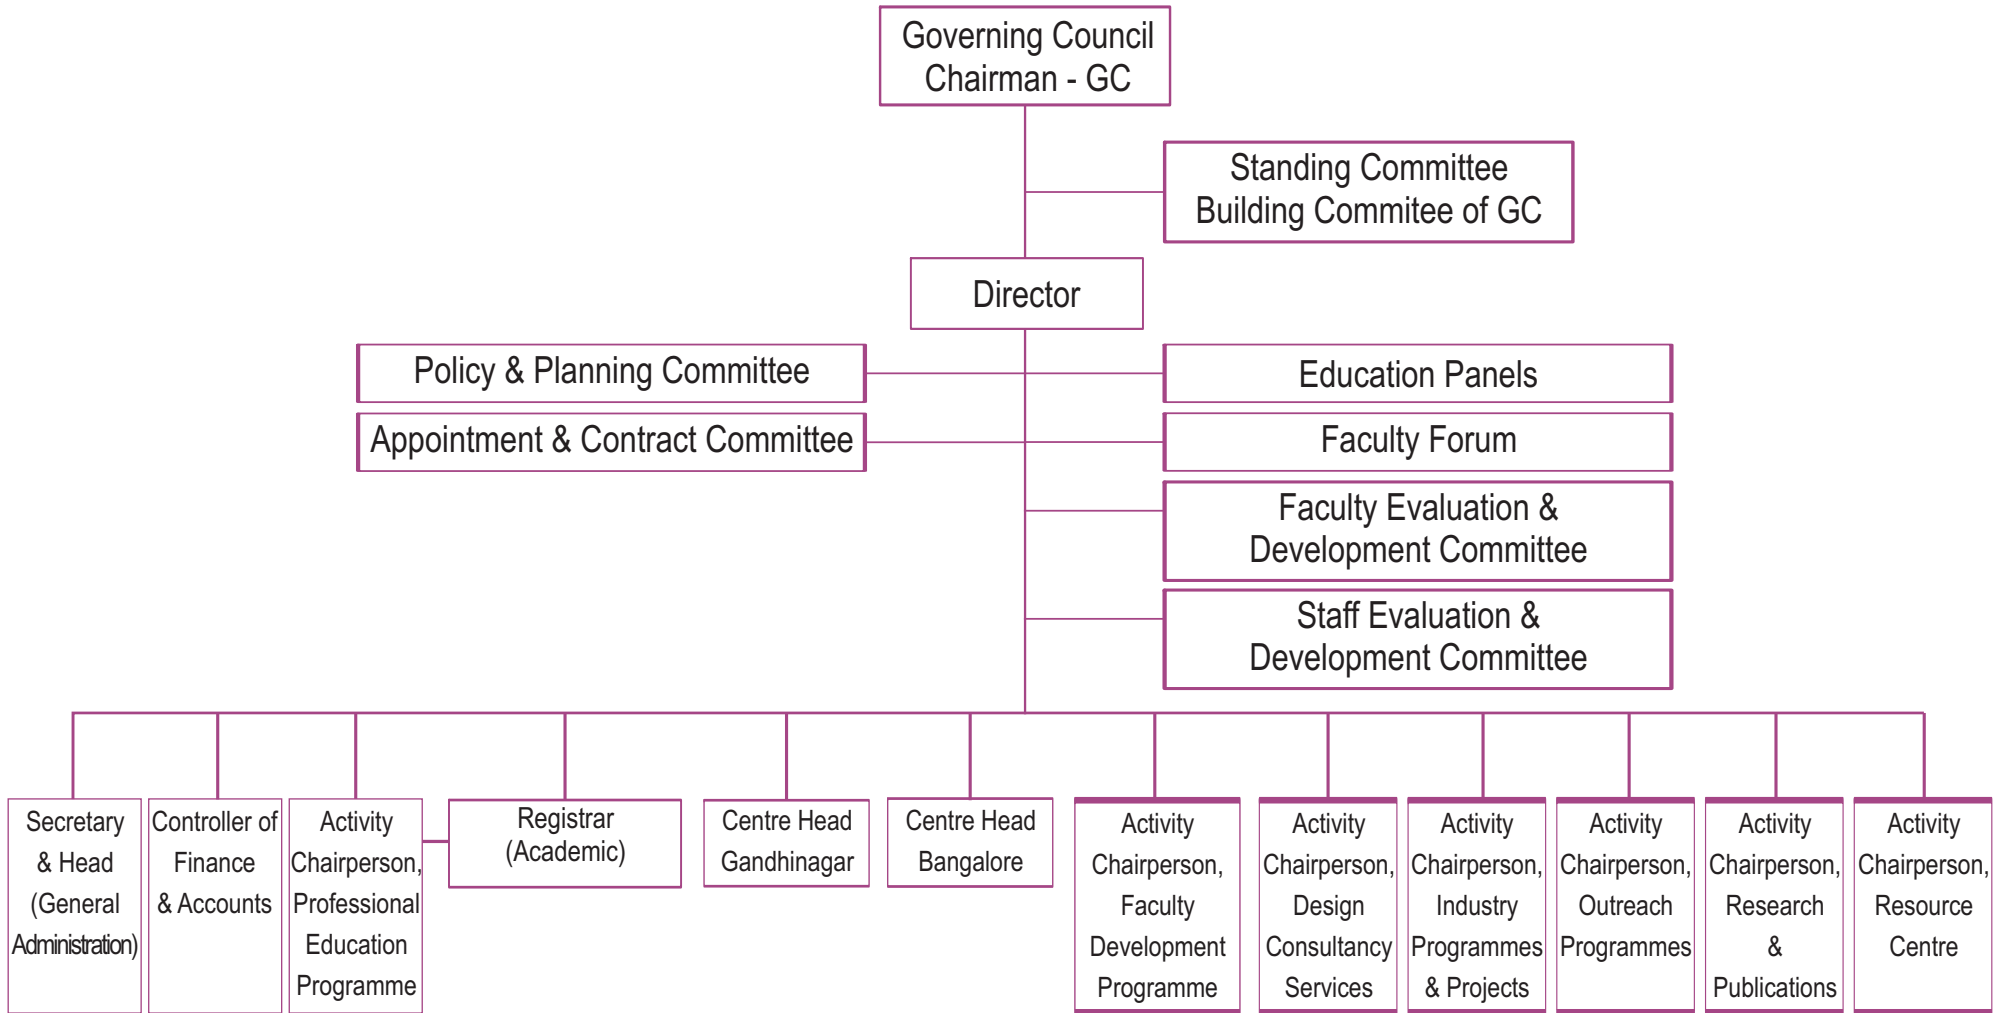 Governing Council
Chairman - GC
Standing Committee
Building Commitee of GC
Director
Policy & Planning Committee
Education Panels
Appointment & Contract Committee
Faculty Forum
Faculty Evaluation &
Development Committee
Staff Evaluation &
Development Committee
Secretary
& Head
(General
Administration)
Controller of
Finance
& Accounts
Activity
Chairperson,
Professional
Education
Programme
Registrar
(Academic)
Centre Head
Gandhinagar
Centre Head
Bangalore
Activity
Chairperson,
Faculty
Development
Programme
Activity
Chairperson,
Design
Consultancy
Services
Activity
Chairperson,
Industry
Programmes
& Projects
Activity
Chairperson,
Outreach
Programmes
Activity
Chairperson,
Research
&
Publications
Activity
Chairperson,
Resource
Centre